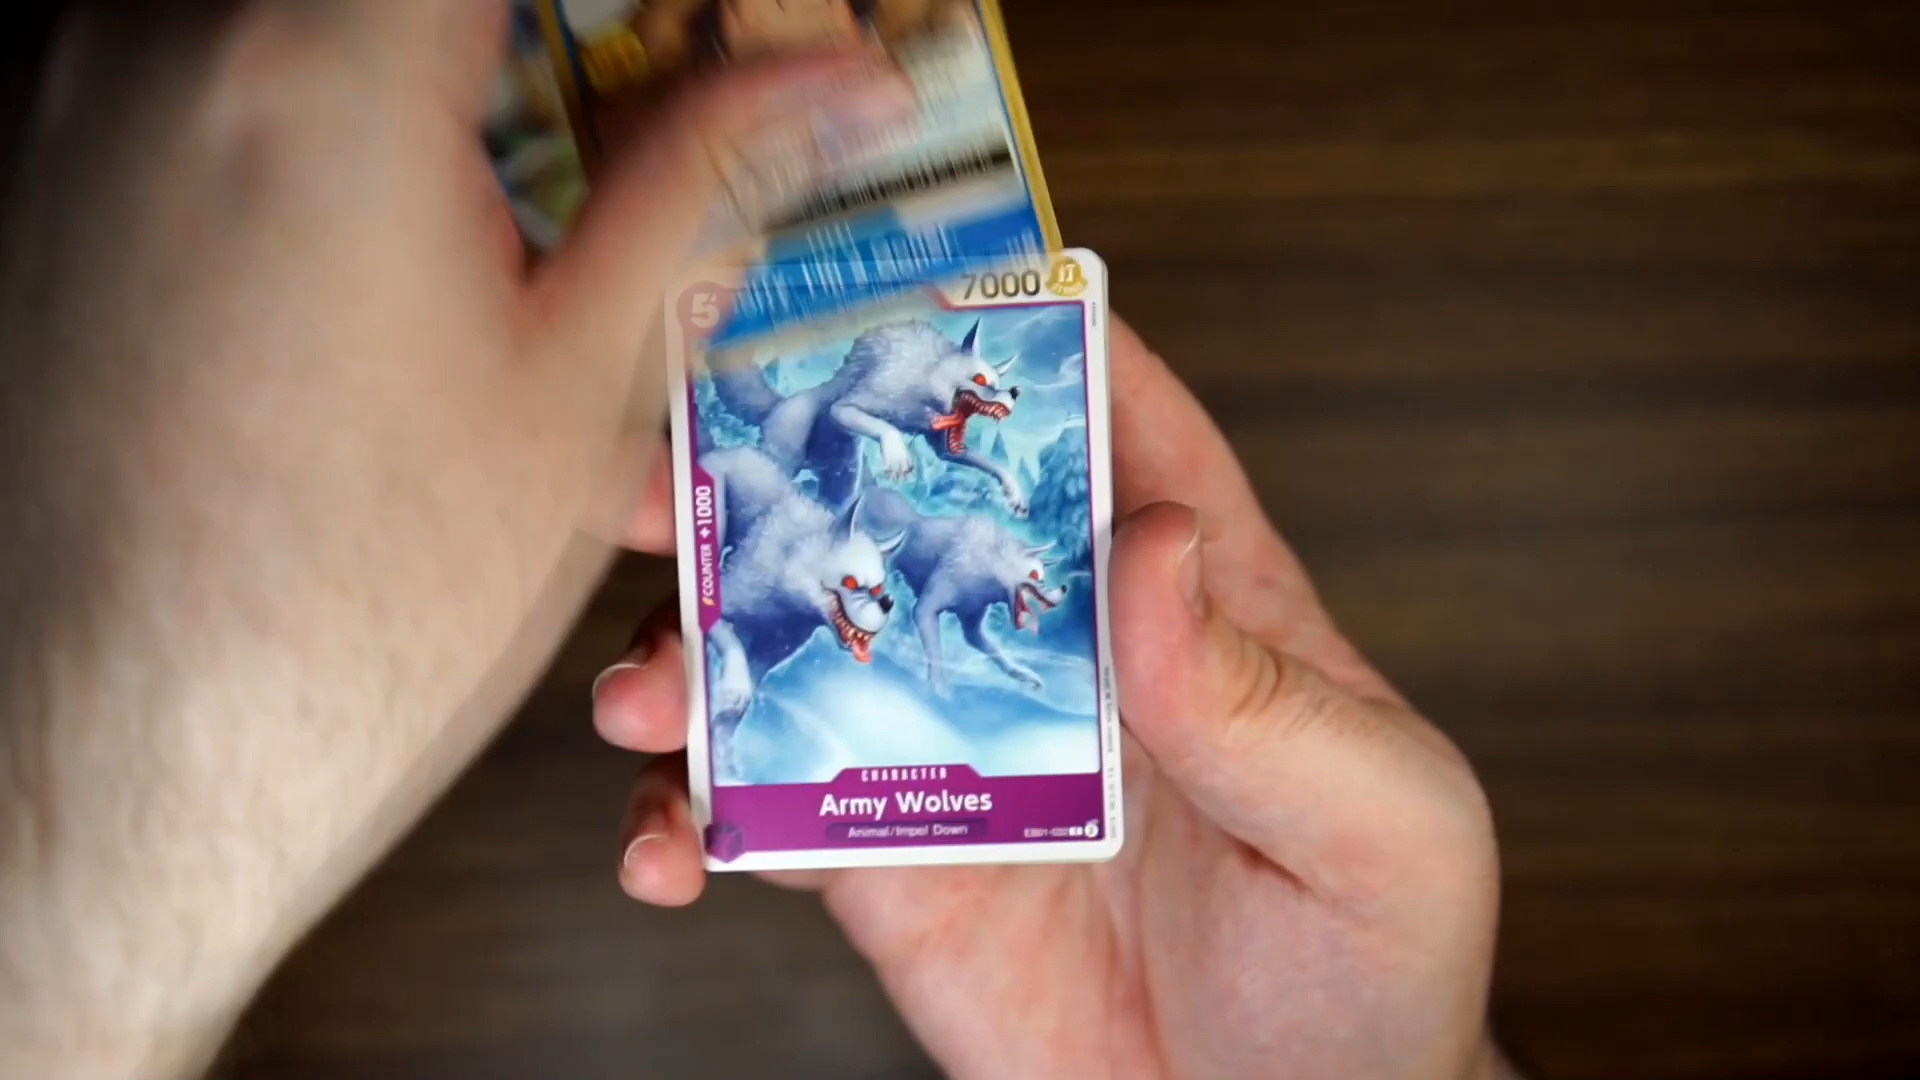 5
7000
COUNTER +1000
CHARACTER
Army Wolves
Animal/Impel Down